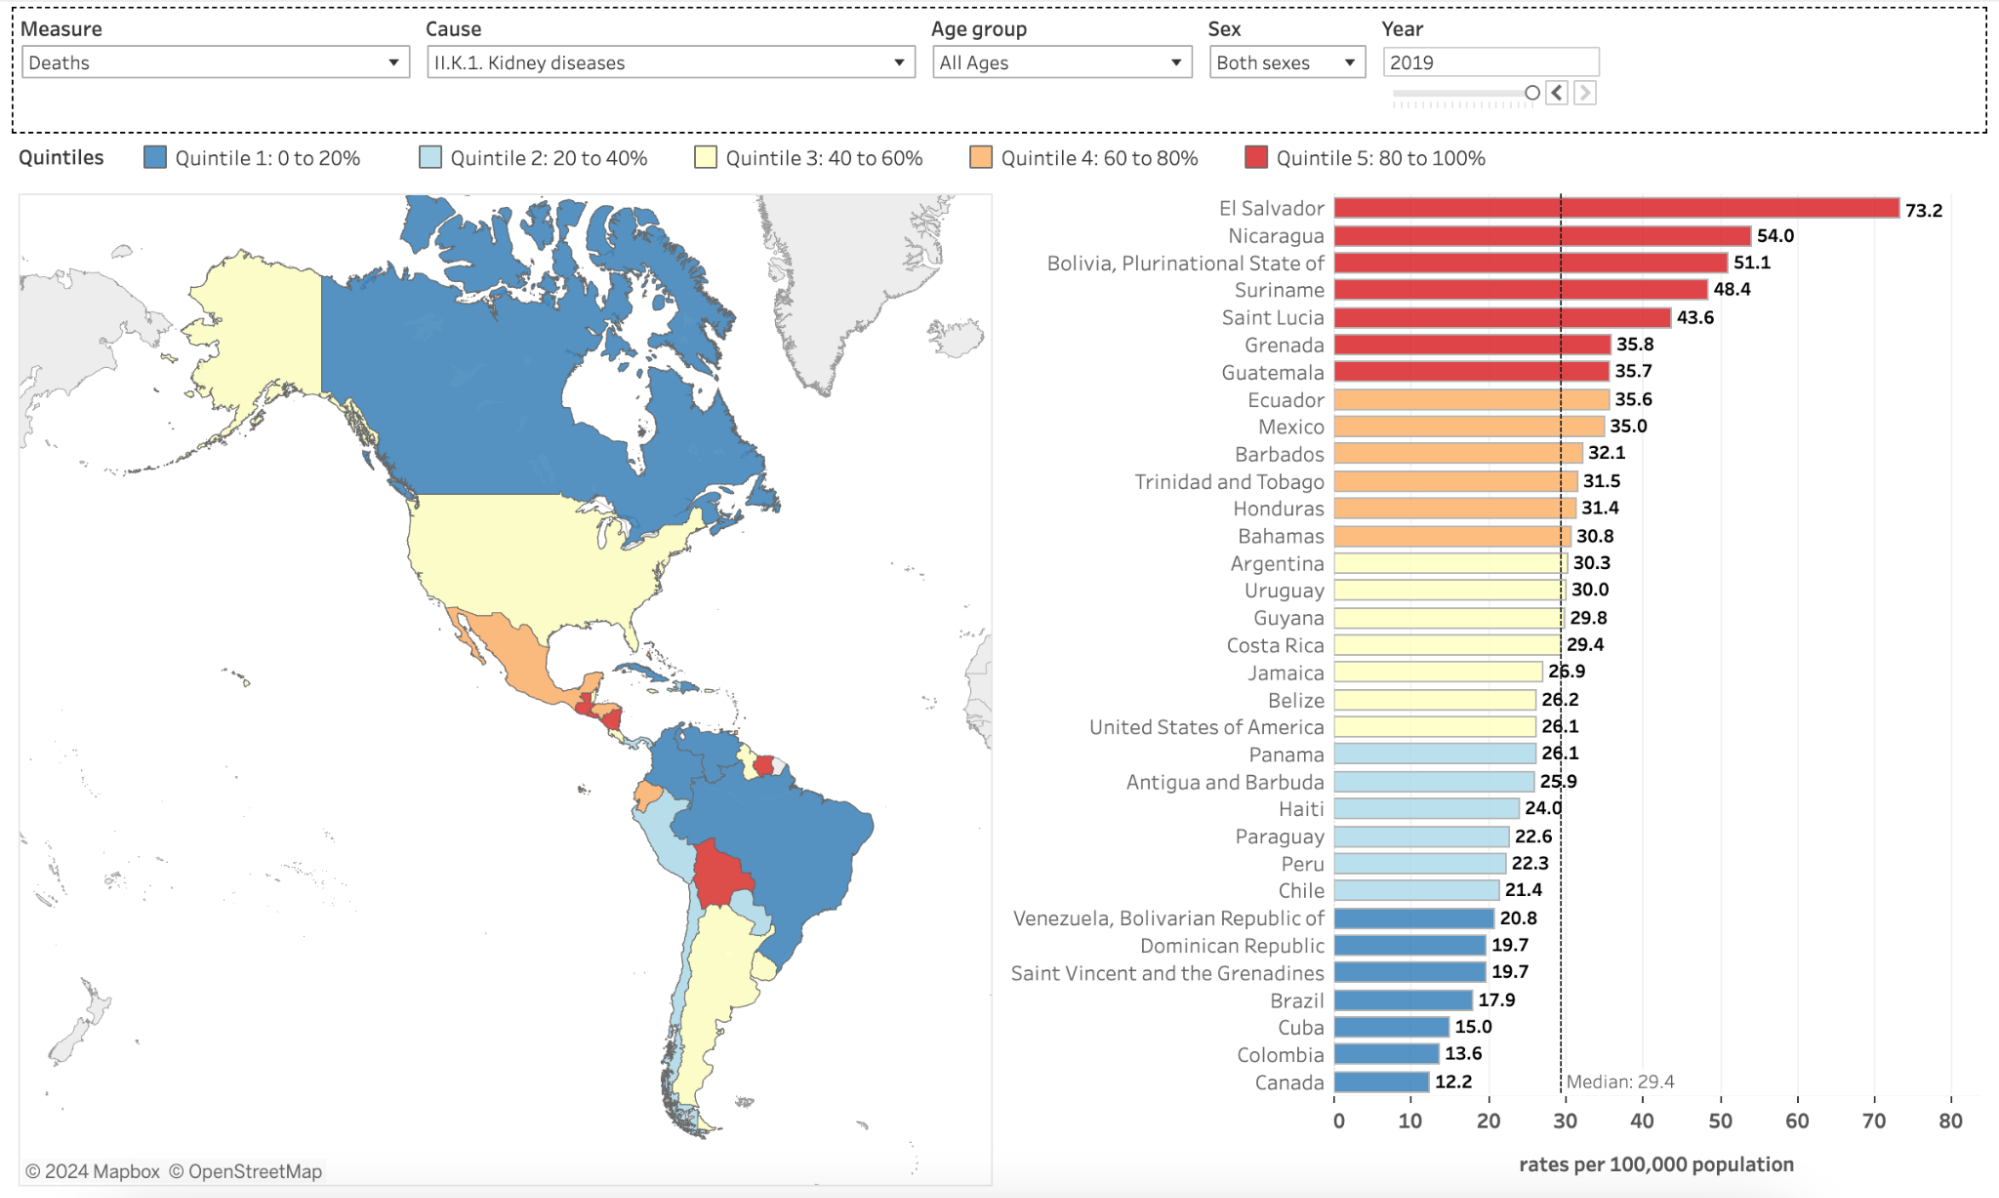 Measure
Cause
Age group
Sex
Year
Deaths
II.K.1. Kidney diseases
All Ages
Both sexes
2019
Quintiles
Quintile 1: 0 to 20%
Quintile 2: 20 to 40%
Quintile 3: 40 to 60%
Quintile 4: 60 to 80%
Quintile 5: 80 to 100%
El Salvador 73.2
Nicaragua 54.0
Bolivia, Plurinational State of 51.1
Suriname 48.4
Saint Lucia 43.6
Grenada 35.8
Guatemala 35.7
Ecuador 35.6
Mexico 35.0
Barbados 32.1
Trinidad and Tobago 31.5
Honduras 31.4
Bahamas 30.8
Argentina 30.3
Uruguay 30.0
Guyana 29.8
Costa Rica 29.4
Jamaica 26.9
Belize 26.2
United States of America 26.1
Panama 26.1
Antigua and Barbuda 25.9
Haiti 24.0
Paraguay 22.6
Peru 22.3
Chile 21.4
Venezuela, Bolivarian Republic of 20.8
Dominican Republic 19.7
Saint Vincent and the Grenadines 19.7
Brazil 17.9
Cuba 15.0
Colombia 13.6
Canada 12.2
Median: 29.4
0 10 20 30 40 50 60 70 80
rates per 100,000 population
© 2024 Mapbox © OpenStreetMap